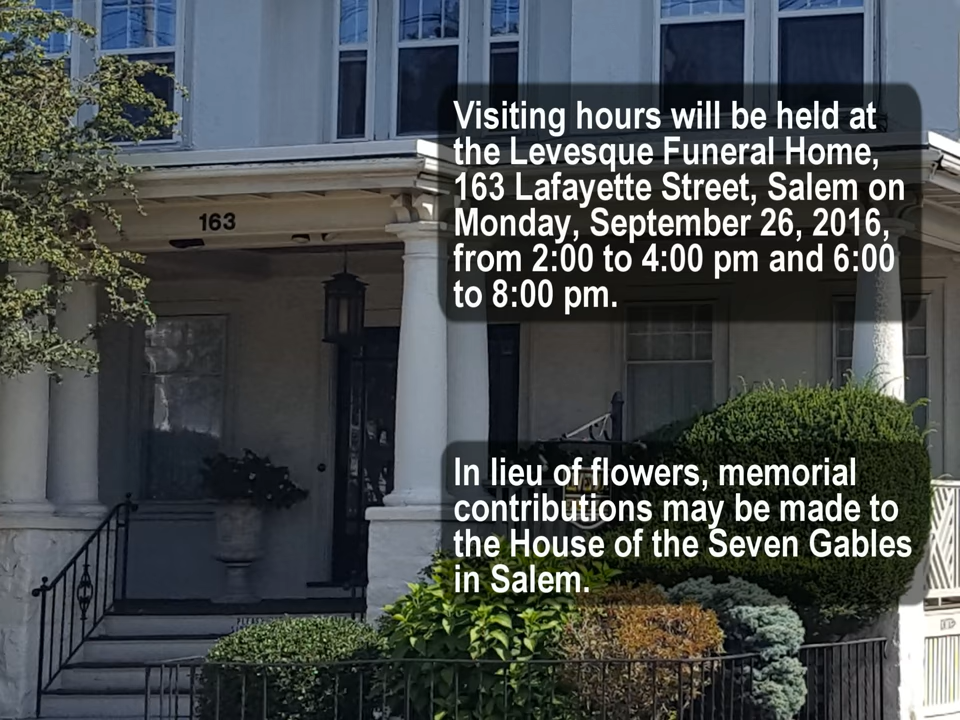 Visiting hours will be held at
the Levesque Funeral Home,
163 Lafayette Street, Salem on
Monday, September 26, 2016,
from 2:00 to 4:00 pm and 6:00
to 8:00 pm.
163
In lieu of flowers, memorial
contributions may be made to
the House of the Seven Gables
in Salem.